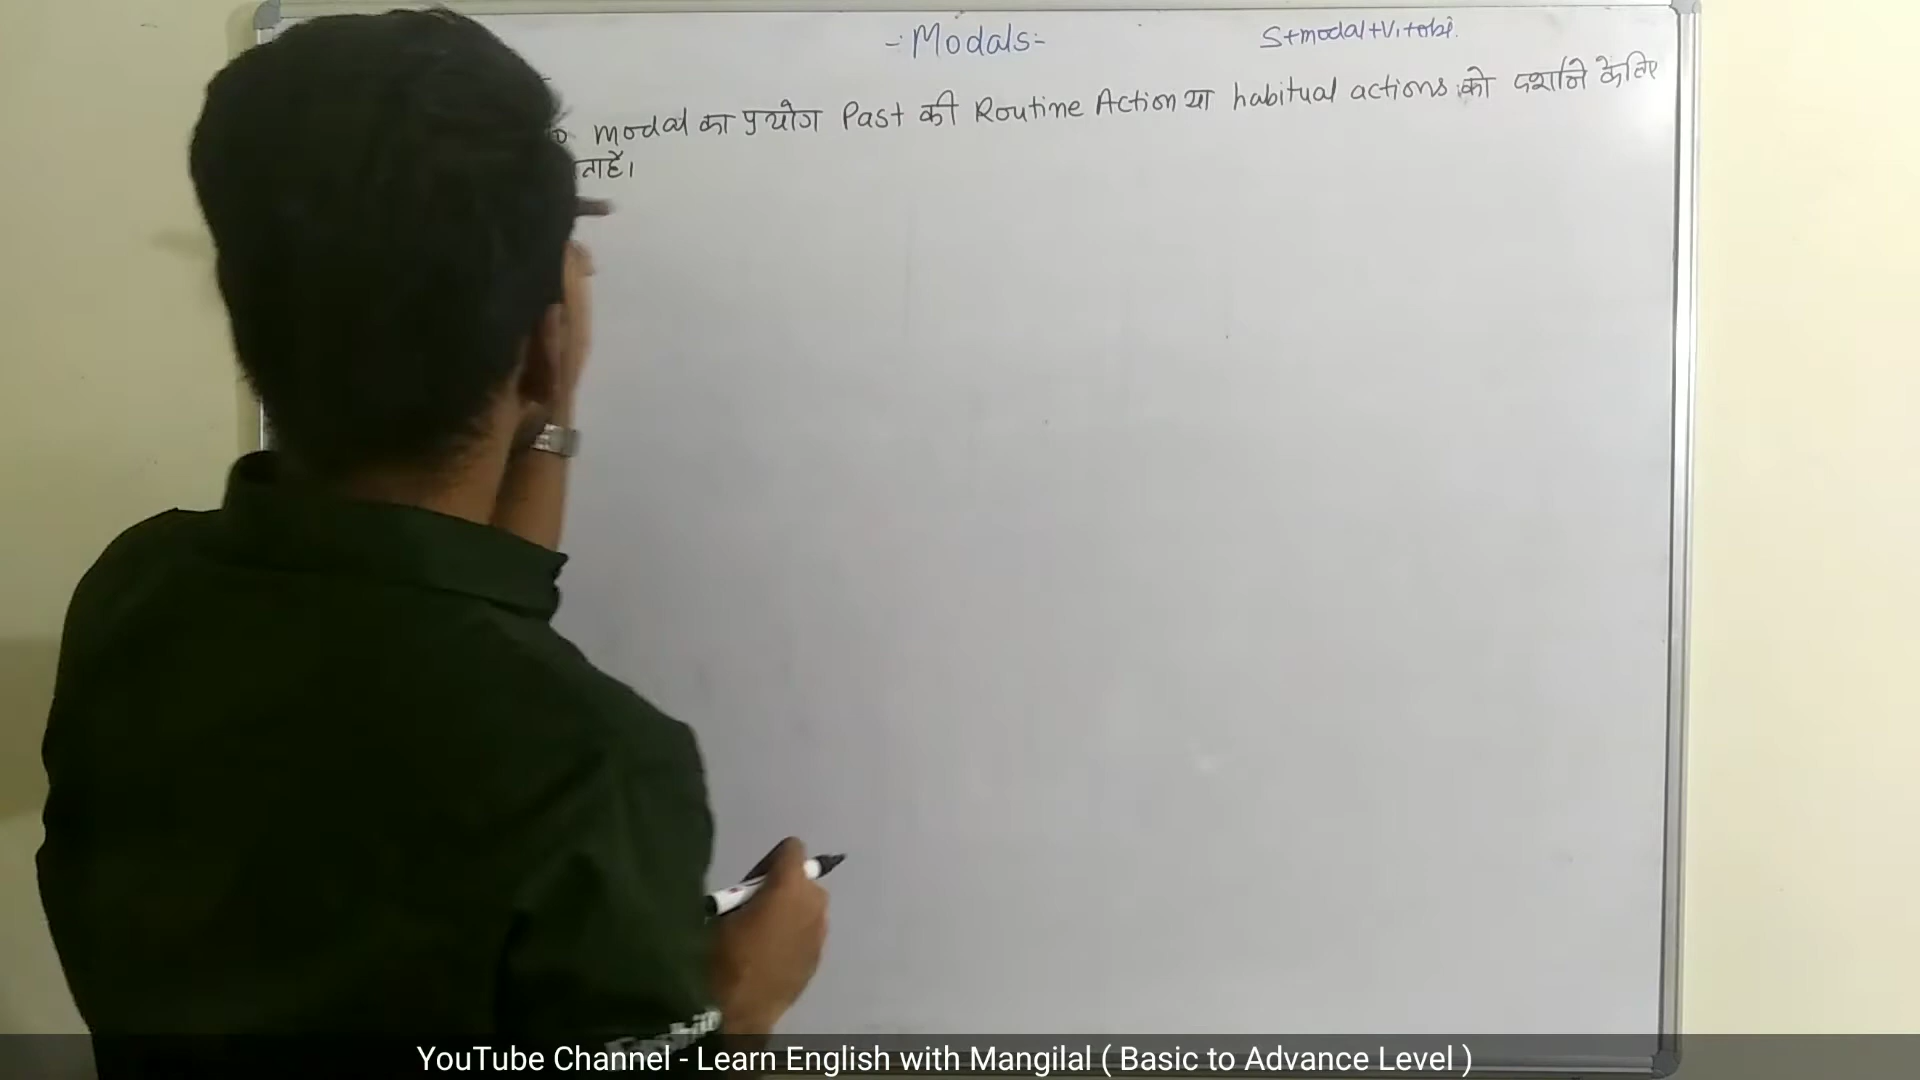 -: Modals:-
S+modal+V₁+obj.
o modal का प्रयोग Past की Routine Action या habitual actions को दर्शाने के लिए
ताहैं।
YouTube Channel - Learn English with Mangilal ( Basic to Advance Level )